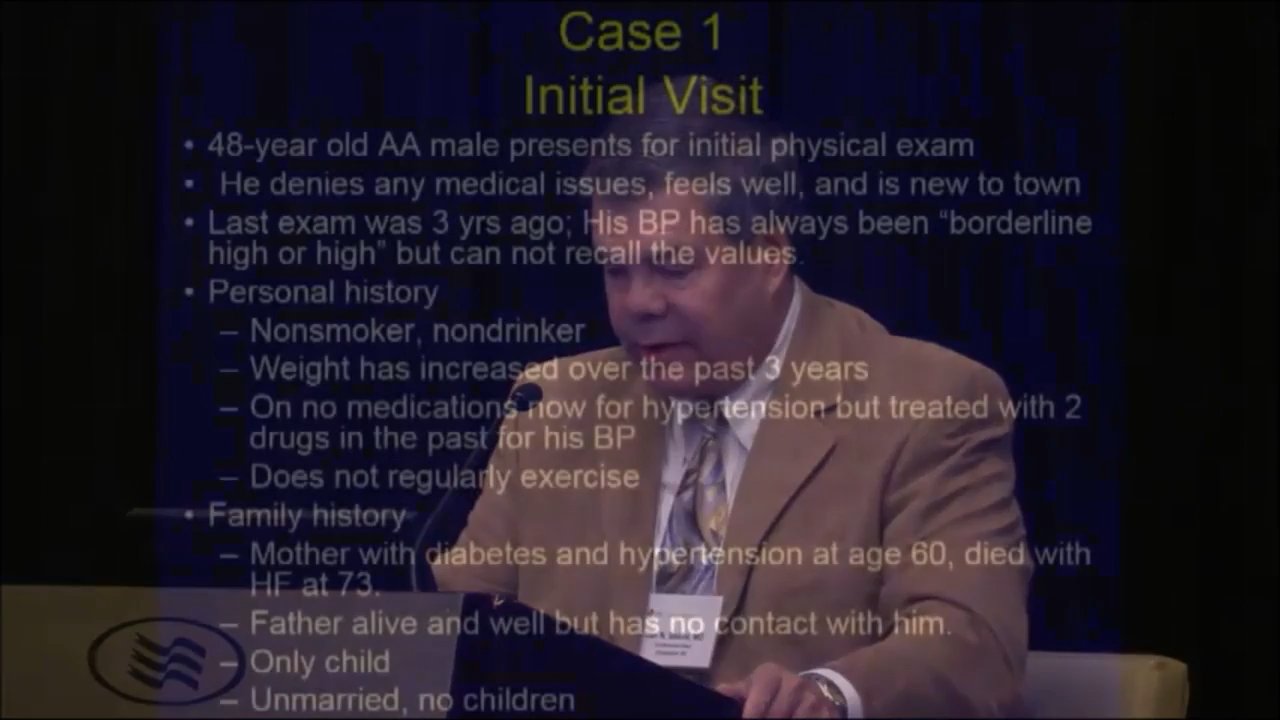 Case 1
Initial Visit
• 48-year old AA male presents for initial physical exam
• He denies any medical issues, feels well, and is new to town
• Last exam was 3 yrs ago; His BP has always been “borderline
high or high” but can not recall the values.
• Personal history
– Nonsmoker, nondrinker
– Weight has increased over the past 3 years
– On no medications now for hypertension but treated with 2
drugs in the past for his BP
– Does not regularly exercise
• Family history
– Mother with diabetes and hypertension at age 60, died with
HF at 73.
– Father alive and well but has no contact with him.
– Only child
– Unmarried, no children